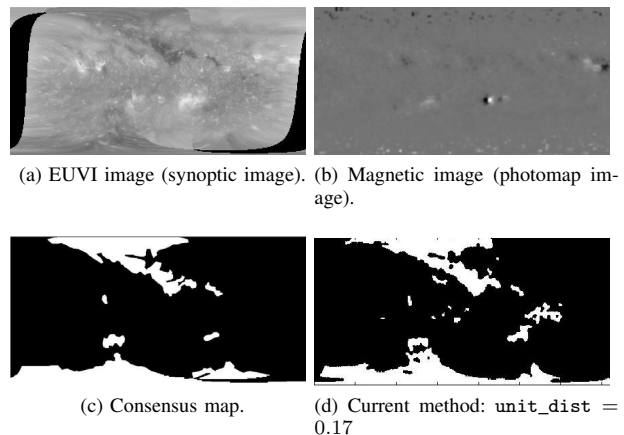 (a) EUVI image (synoptic image).
(b) Magnetic image (photomap im-
age).
(c) Consensus map.
(d) Current method: unit_dist =
0.17